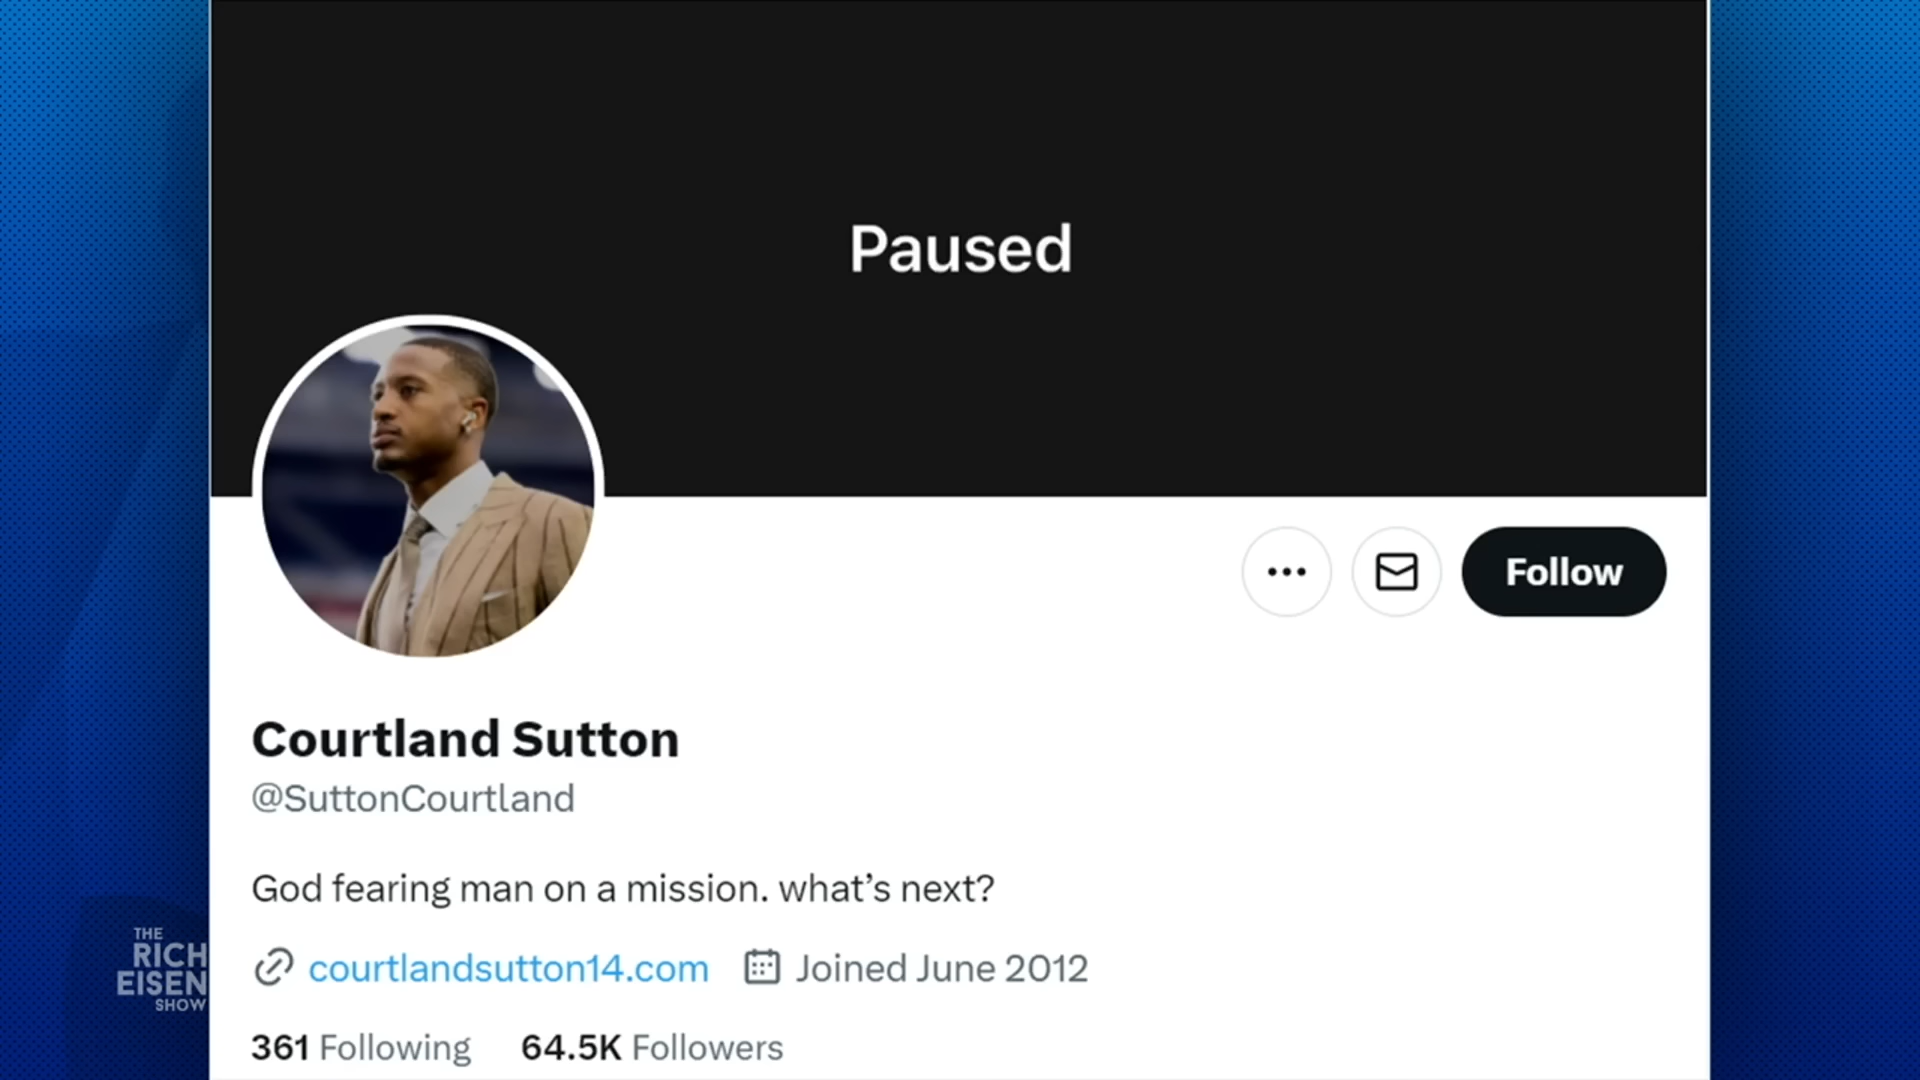 Paused
Follow
Courtland Sutton
@SuttonCourtland
God fearing man on a mission. what’s next?
courtlandsutton14.com Joined June 2012
361 Following 64.5K Followers
THE
RICH
EISEN
SHOW